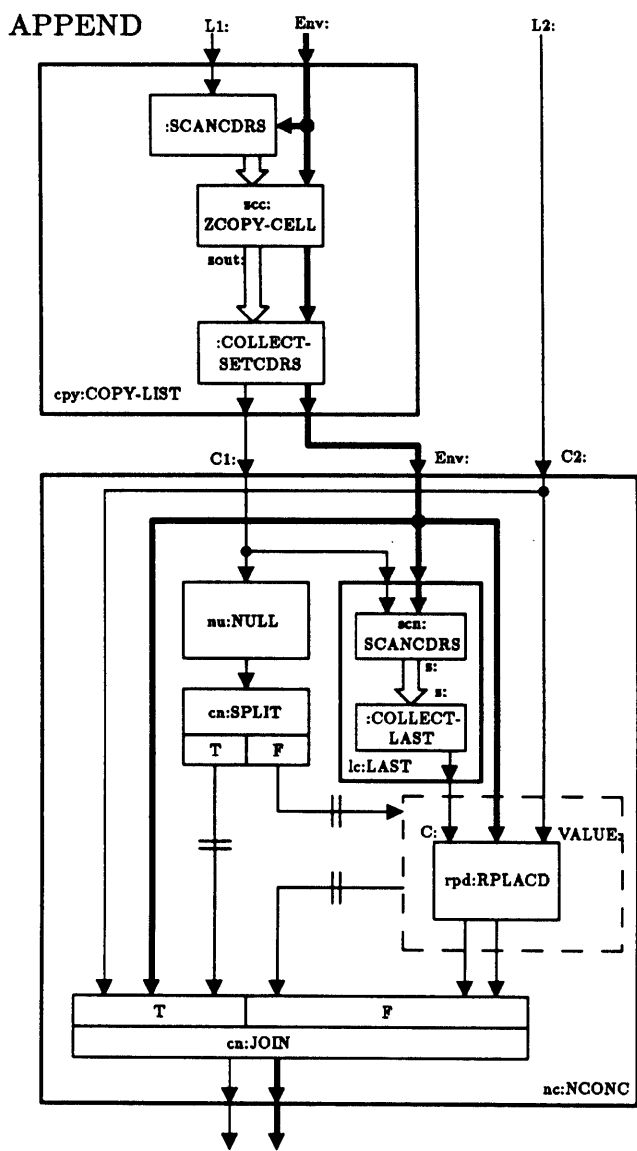 APPEND
L1:
Env:
L2:
:SCANCDRS
scc:
ZCOPY-CELL
sout:
:COLLECT-
SETCDRS
cpy:COPY-LIST
C1:
Env:
C2:
nu:NULL
scn:
SCANCDRS
s:
s:
cn:SPLIT
T
F
:COLLECT-
LAST
lc:LAST
C:
VALUE:
rpd:RPLACD
T
F
cn:JOIN
nc:NCONC